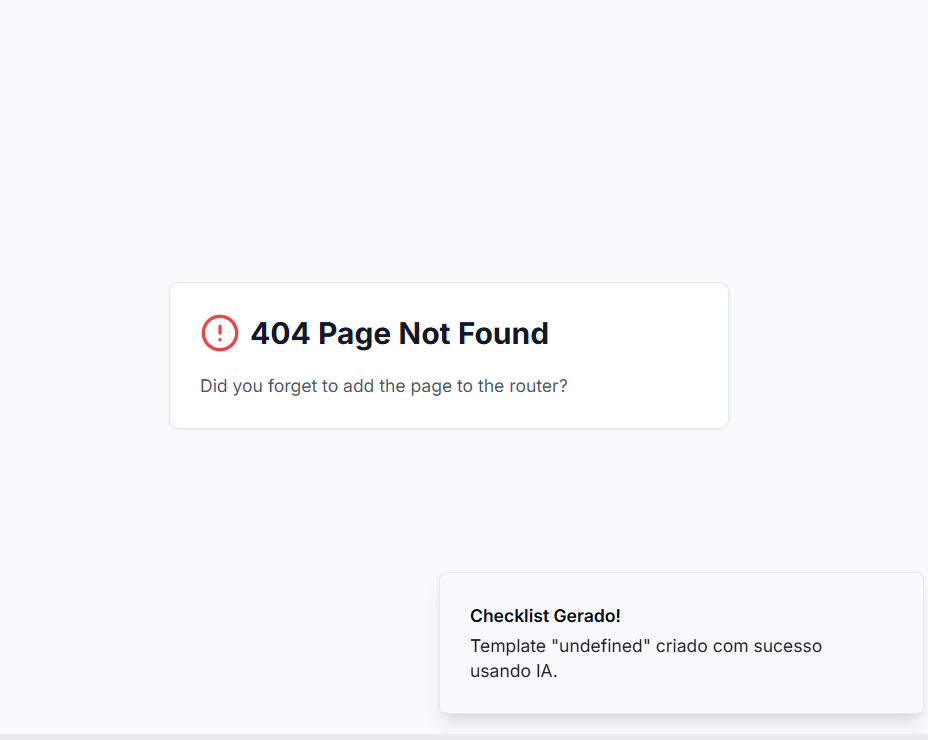 404 Page Not Found
Did you forget to add the page to the router?
Checklist Gerado!
Template "undefined" criado com sucesso
usando IA.